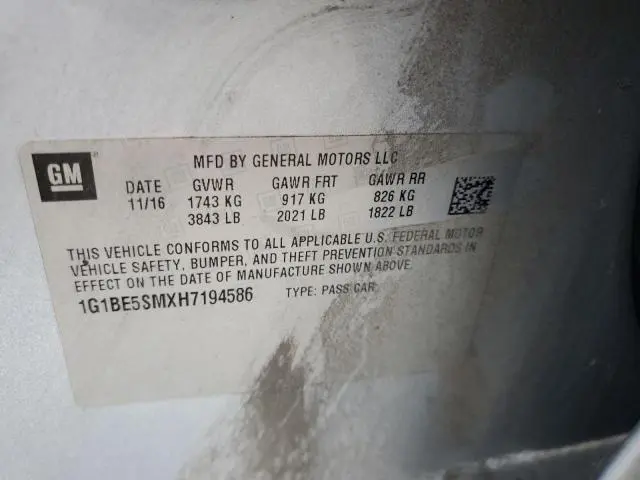 GM
MFD BY GENERAL MOTORS LLC
DATE GVWR GAWR FRT GAWR RR
11/16 1743 KG 917 KG 826 KG
3843 LB 2021 LB 1822 LB
THIS VEHICLE CONFORMS TO ALL APPLICABLE U.S. FEDERAL MOTOR
VEHICLE SAFETY, BUMPER, AND THEFT PREVENTION STANDARDS IN
EFFECT ON THE DATE OF MANUFACTURE SHOWN ABOVE.
1G1BE5SMXH7194586 TYPE: PASS CAR